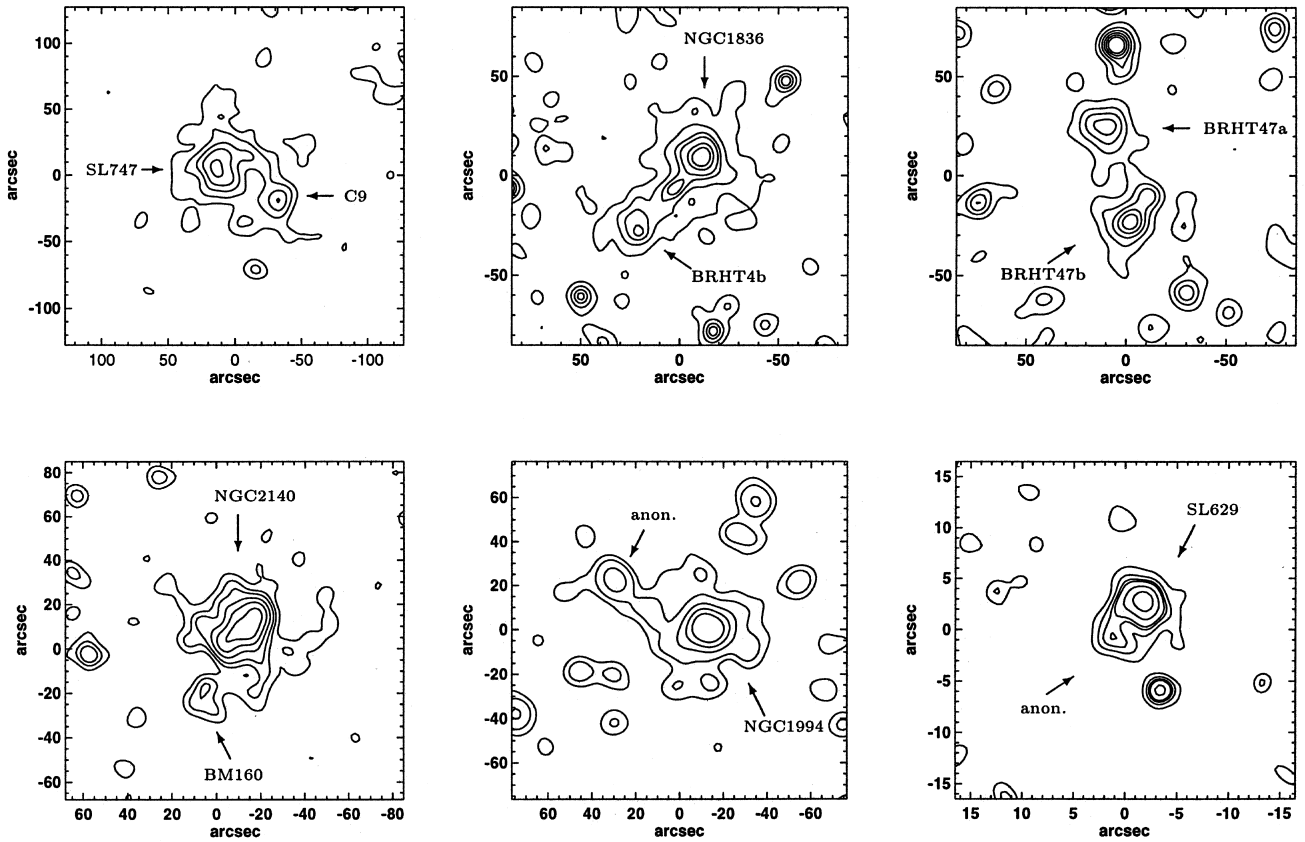 100
50
0
-50
-100
arcsec
SL747
C9
100 50 0 -50 -100
arcsec
50
0
-50
arcsec
NGC1836
BRHT4b
50 0 -50
arcsec
50
0
-50
arcsec
BRHT47a
BRHT47b
50 0 -50
arcsec
80
60
40
20
0
-20
-40
-60
arcsec
NGC2140
BM160
60 40 20 0 -20 -40 -60 -80
arcsec
60
40
20
0
-20
-40
-60
arcsec
anon.
NGC1994
60 40 20 0 -20 -40 -60
arcsec
15
10
5
0
-5
-10
-15
arcsec
SL629
anon.
15 10 5 0 -5 -10 -15
arcsec